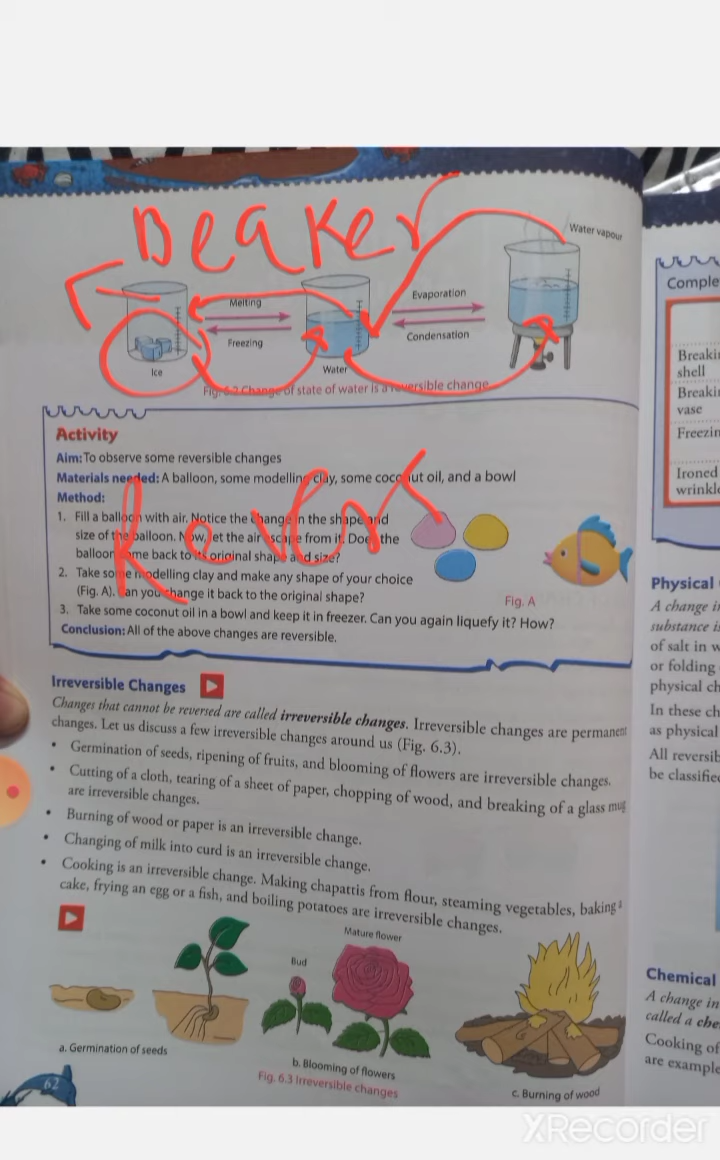 Beaker
Water vapour
Melting
Evaporation
Freezing
Condensation
Ice
Water
Fig. 6.2 Change of state of water is a reversible change
Activity
Aim: To observe some reversible changes
Materials needed: A balloon, some modelling clay, some coconut oil, and a bowl
Method:
Revers
1. Fill a balloon with air. Notice the change in the shape and
size of the balloon. Now, let the air escape from it. Does the
balloon come back to its original shape and size?
2. Take some modelling clay and make any shape of your choice
(Fig. A). Can you change it back to the original shape?
Fig. A
3. Take some coconut oil in a bowl and keep it in freezer. Can you again liquefy it? How?
Conclusion: All of the above changes are reversible.
Irreversible Changes
Changes that cannot be reversed are called irreversible changes. Irreversible changes are permanent
changes. Let us discuss a few irreversible changes around us (Fig. 6.3).
• Germination of seeds, ripening of fruits, and blooming of flowers are irreversible changes.
• Cutting of a cloth, tearing of a sheet of paper, chopping of wood, and breaking of a glass mug
are irreversible changes.
• Burning of wood or paper is an irreversible change.
• Changing of milk into curd is an irreversible change.
• Cooking is an irreversible change. Making chapattis from flour, steaming vegetables, baking a
cake, frying an egg or a fish, and boiling potatoes are irreversible changes.
Mature flower
Bud
a. Germination of seeds
b. Blooming of flowers
c. Burning of wood
Fig. 6.3 Irreversible changes
62
Comple
Breakin
shell
Breakin
vase
Freezin
Ironed
wrinkl
Physical
A change in
substance is
of salt in w
or folding
physical ch
In these ch
as physical
All reversib
be classified
Chemical
A change in
called a che
Cooking of
are example
XRecorder